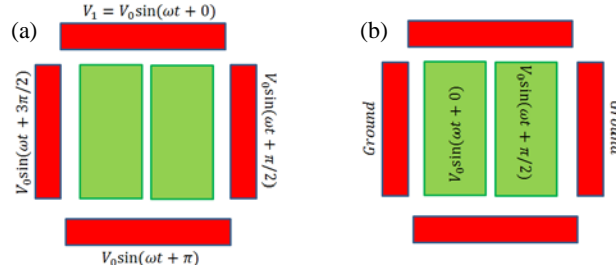 (a)
V₁ = V₀sin(ωt + 0)
V₀sin(ωt + 3π/2)
V₀sin(ωt + π/2)
V₀sin(ωt + π)
(b)
Ground
V₀sin(ωt + 0)
V₀sin(ωt + π/2)
Ground